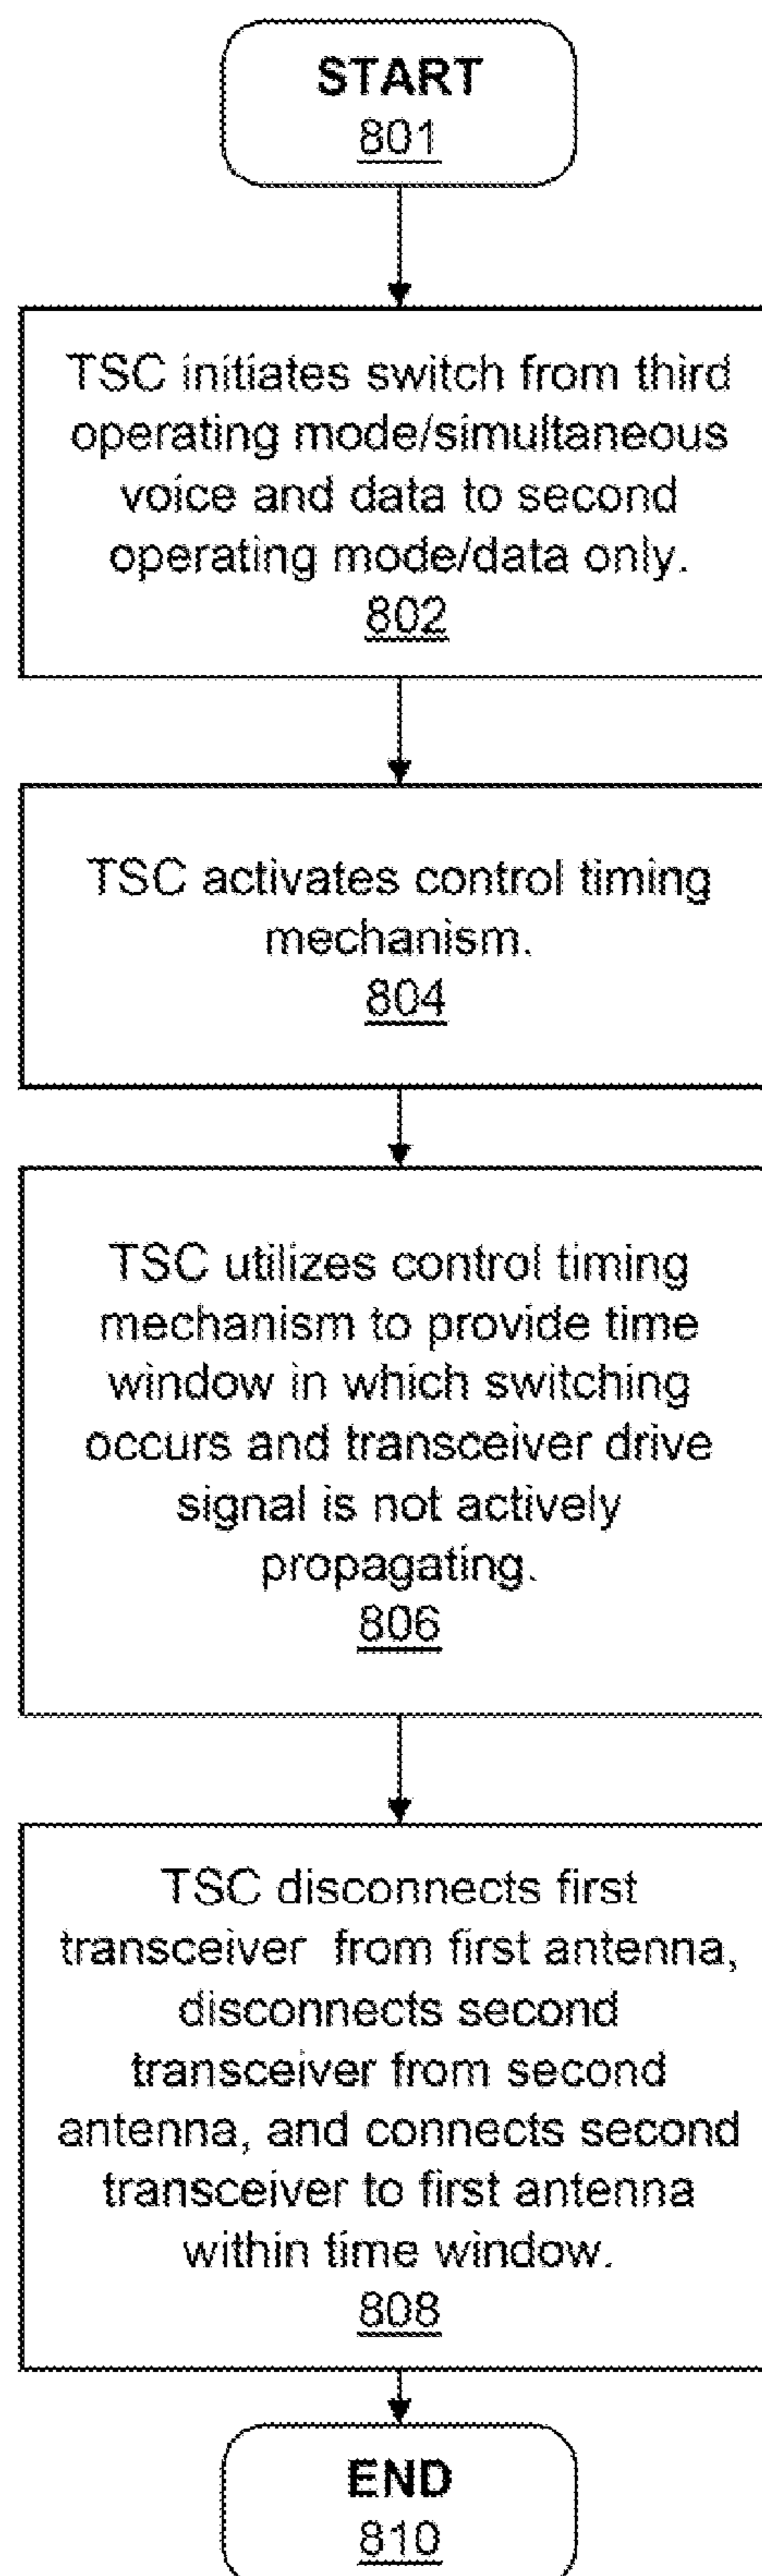 START
801
TSC initiates switch from third
operating mode/simultaneous
voice and data to second
operating mode/data only.
802
TSC activates control timing
mechanism.
804
TSC utilizes control timing
mechanism to provide time
window in which switching
occurs and transceiver drive
signal is not actively
propagating.
806
TSC disconnects first
transceiver from first antenna,
disconnects second
transceiver from second
antenna, and connects second
transceiver to first antenna
within time window.
808
END
810